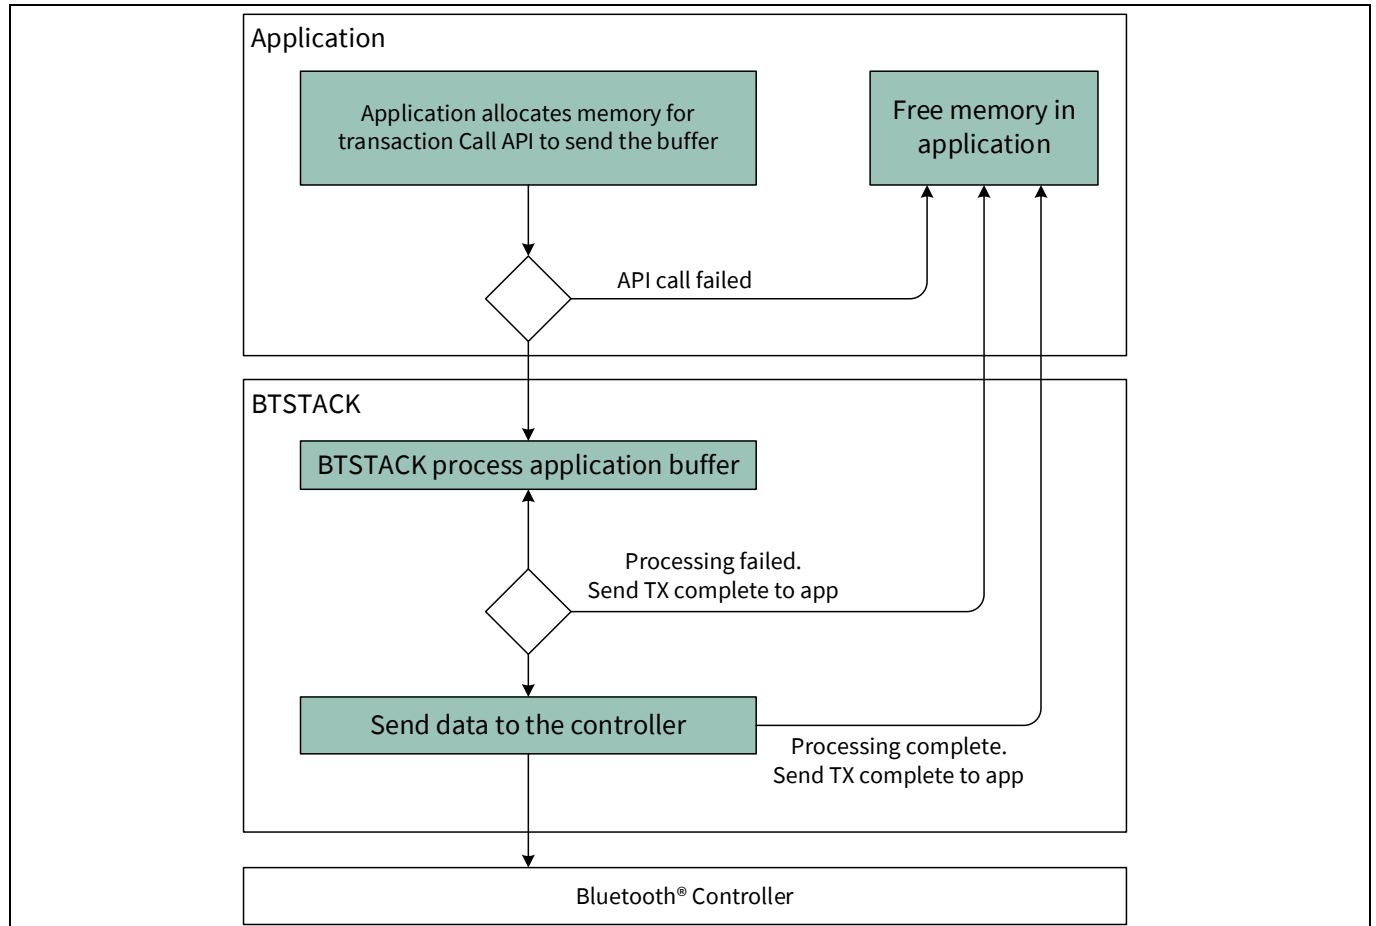 Application
Application allocates memory for
transaction Call API to send the buffer
Free memory in
application
API call failed
BTSTACK
BTSTACK process application buffer
Processing failed.
Send TX complete to app
Send data to the controller
Processing complete.
Send TX complete to app
Bluetooth® Controller